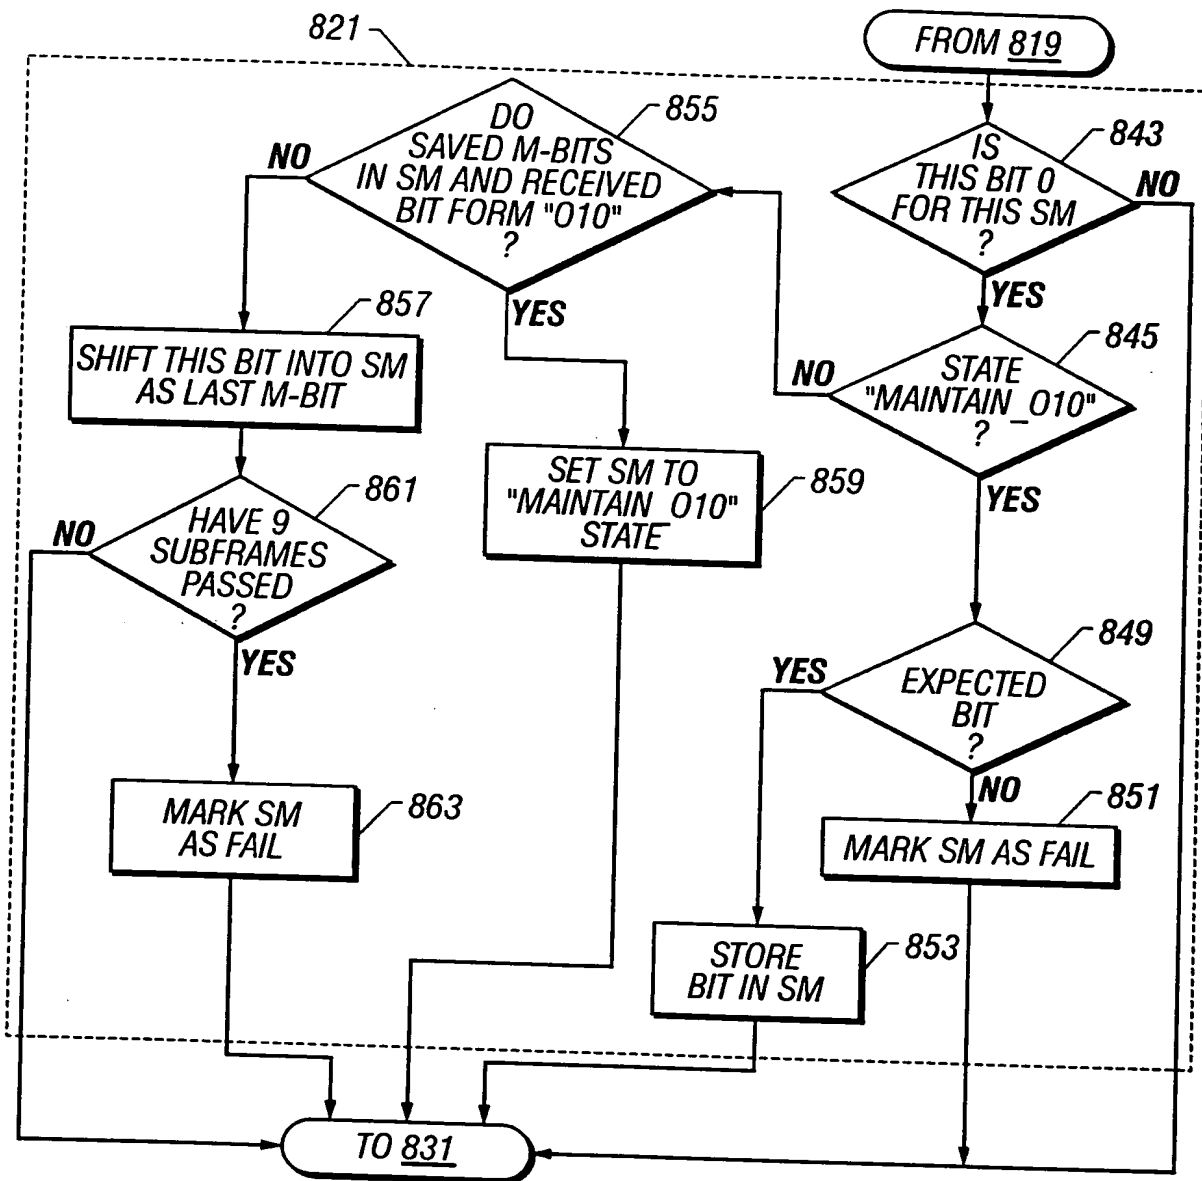 821
FROM 819
DO
SAVED M-BITS
IN SM AND RECEIVED
BIT FORM "010"
?
855
NO
YES
IS
THIS BIT 0
FOR THIS SM
?
843
NO
YES
857
SHIFT THIS BIT INTO SM
AS LAST M-BIT
STATE
"MAINTAIN_010"
?
845
NO
YES
SET SM TO
"MAINTAIN_010"
STATE
859
HAVE 9
SUBFRAMES
PASSED
?
861
NO
YES
EXPECTED
BIT
?
849
YES
NO
MARK SM
AS FAIL
863
851
MARK SM AS FAIL
STORE
BIT IN SM
853
TO 831